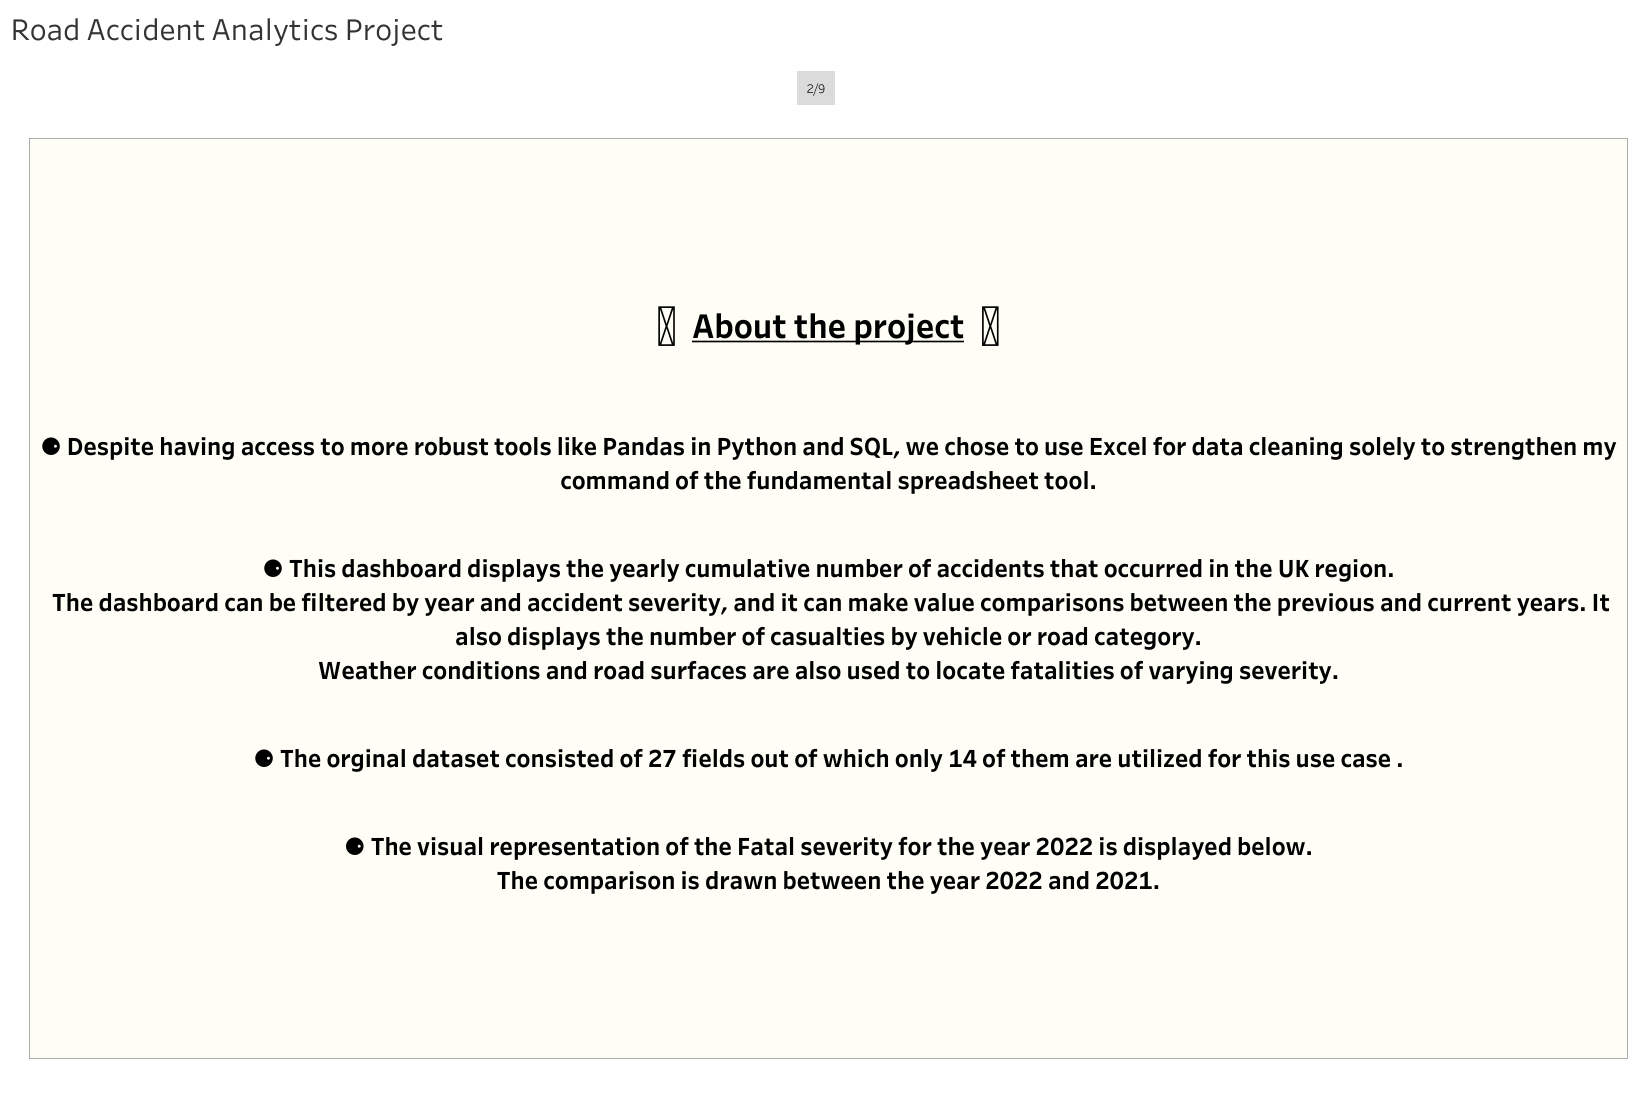 Road Accident Analytics Project
2/9
About the project
⚈ Despite having access to more robust tools like Pandas in Python and SQL, we chose to use Excel for data cleaning solely to strengthen my
command of the fundamental spreadsheet tool.
⚈ This dashboard displays the yearly cumulative number of accidents that occurred in the UK region.
The dashboard can be filtered by year and accident severity, and it can make value comparisons between the previous and current years. It
also displays the number of casualties by vehicle or road category.
Weather conditions and road surfaces are also used to locate fatalities of varying severity.
⚈ The orginal dataset consisted of 27 fields out of which only 14 of them are utilized for this use case .
⚈ The visual representation of the Fatal severity for the year 2022 is displayed below.
The comparison is drawn between the year 2022 and 2021.